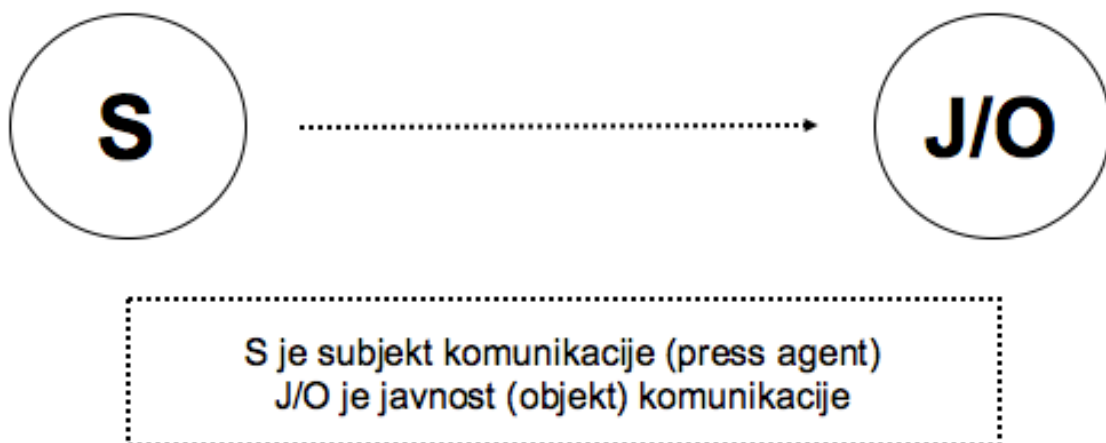 S
J/O
S je subjekt komunikacije (press agent)
J/O je javnost (objekt) komunikacije